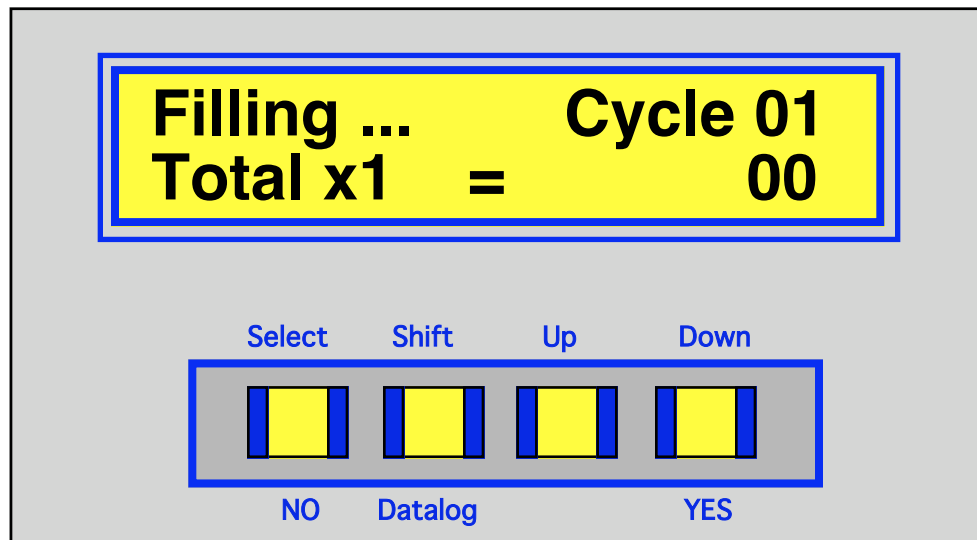 Filling ... Cycle 01
Total x1 = 00
Select Shift Up Down
NO Datalog YES